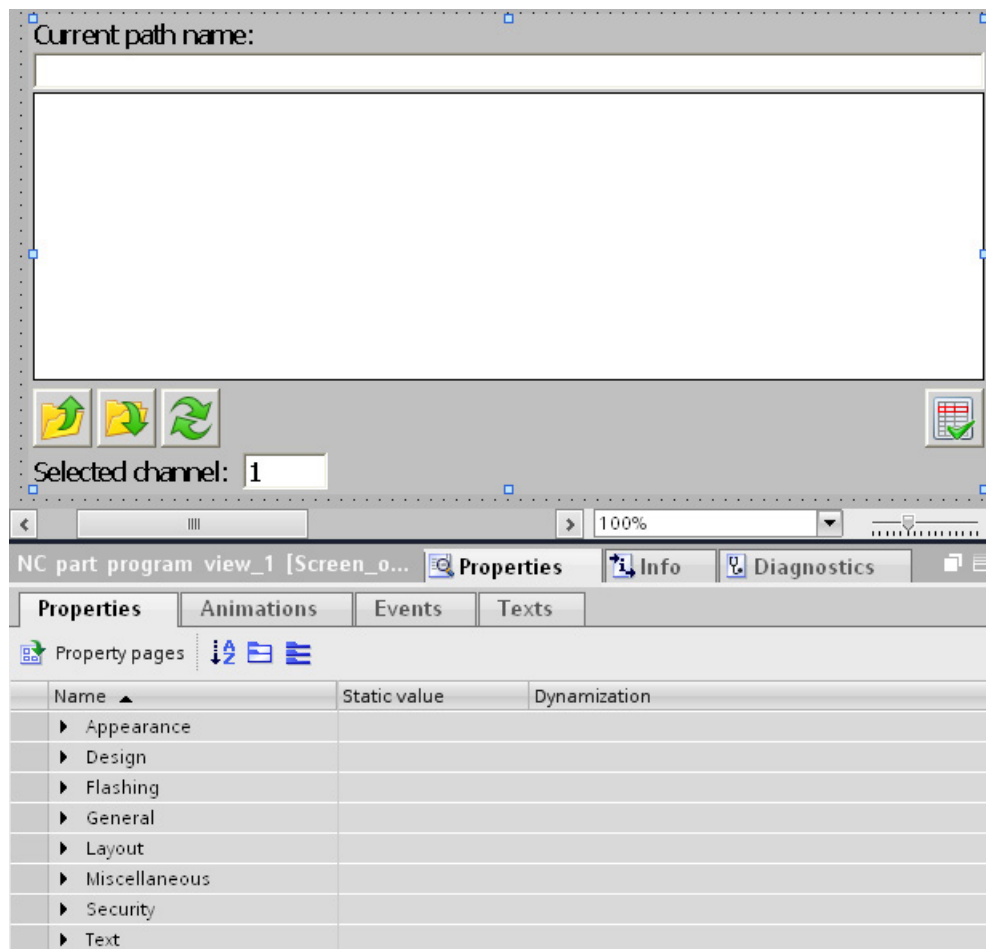 Current path name:
Selected channel: 1
100%
NC part program view_1 [Screen_o... Properties Info Diagnostics
Properties Animations Events Texts
Property pages
Name Static value Dynamization
Appearance
Design
Flashing
General
Layout
Miscellaneous
Security
Text